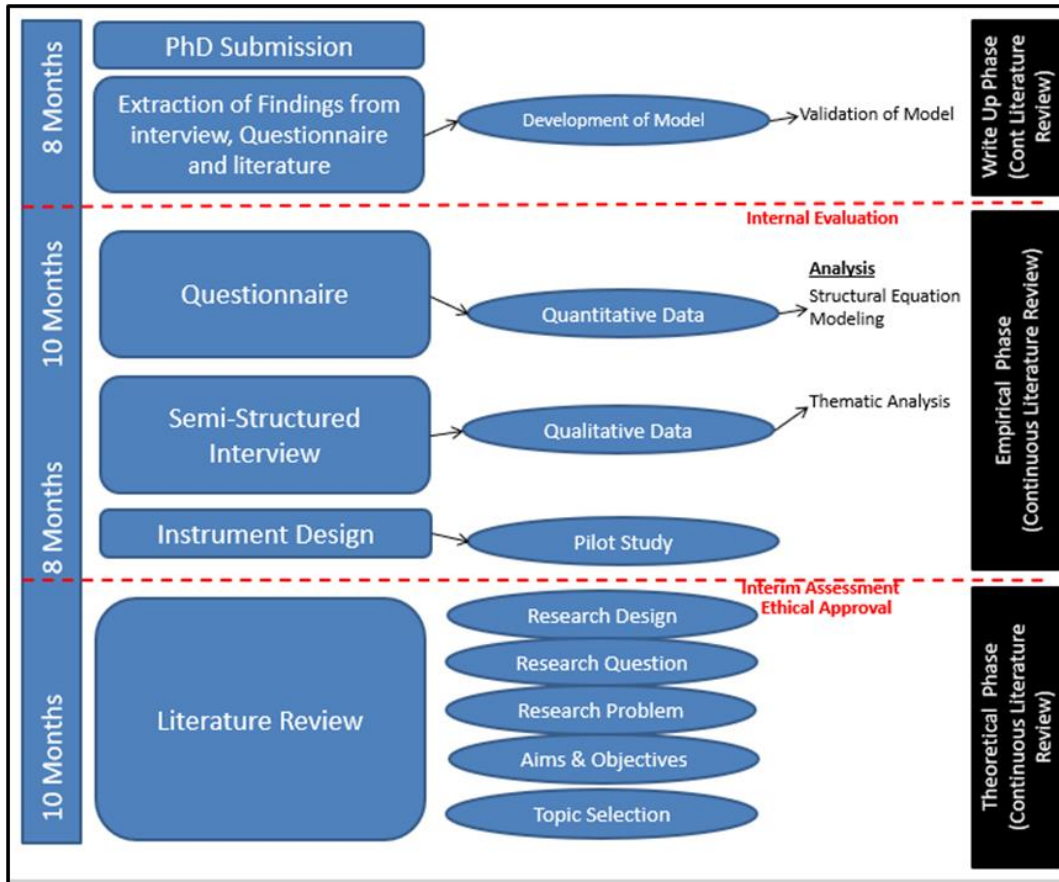 8 Months
PhD Submission
Extraction of Findings from
interview, Questionnaire
and literature
Development of Model
Validation of Model
Write Up Phase
(Cont Literature
Review)
Internal Evaluation
10 Months
Questionnaire
Quantitative Data
Analysis
Structural Equation
Modeling
Semi-Structured
Interview
Qualitative Data
Thematic Analysis
Empirical Phase
(Continuous Literature Review)
8 Months
Instrument Design
Pilot Study
Interim Assessment
Ethical Approval
10 Months
Literature Review
Research Design
Research Question
Research Problem
Aims & Objectives
Topic Selection
Theoretical Phase
(Continuous Literature
Review)